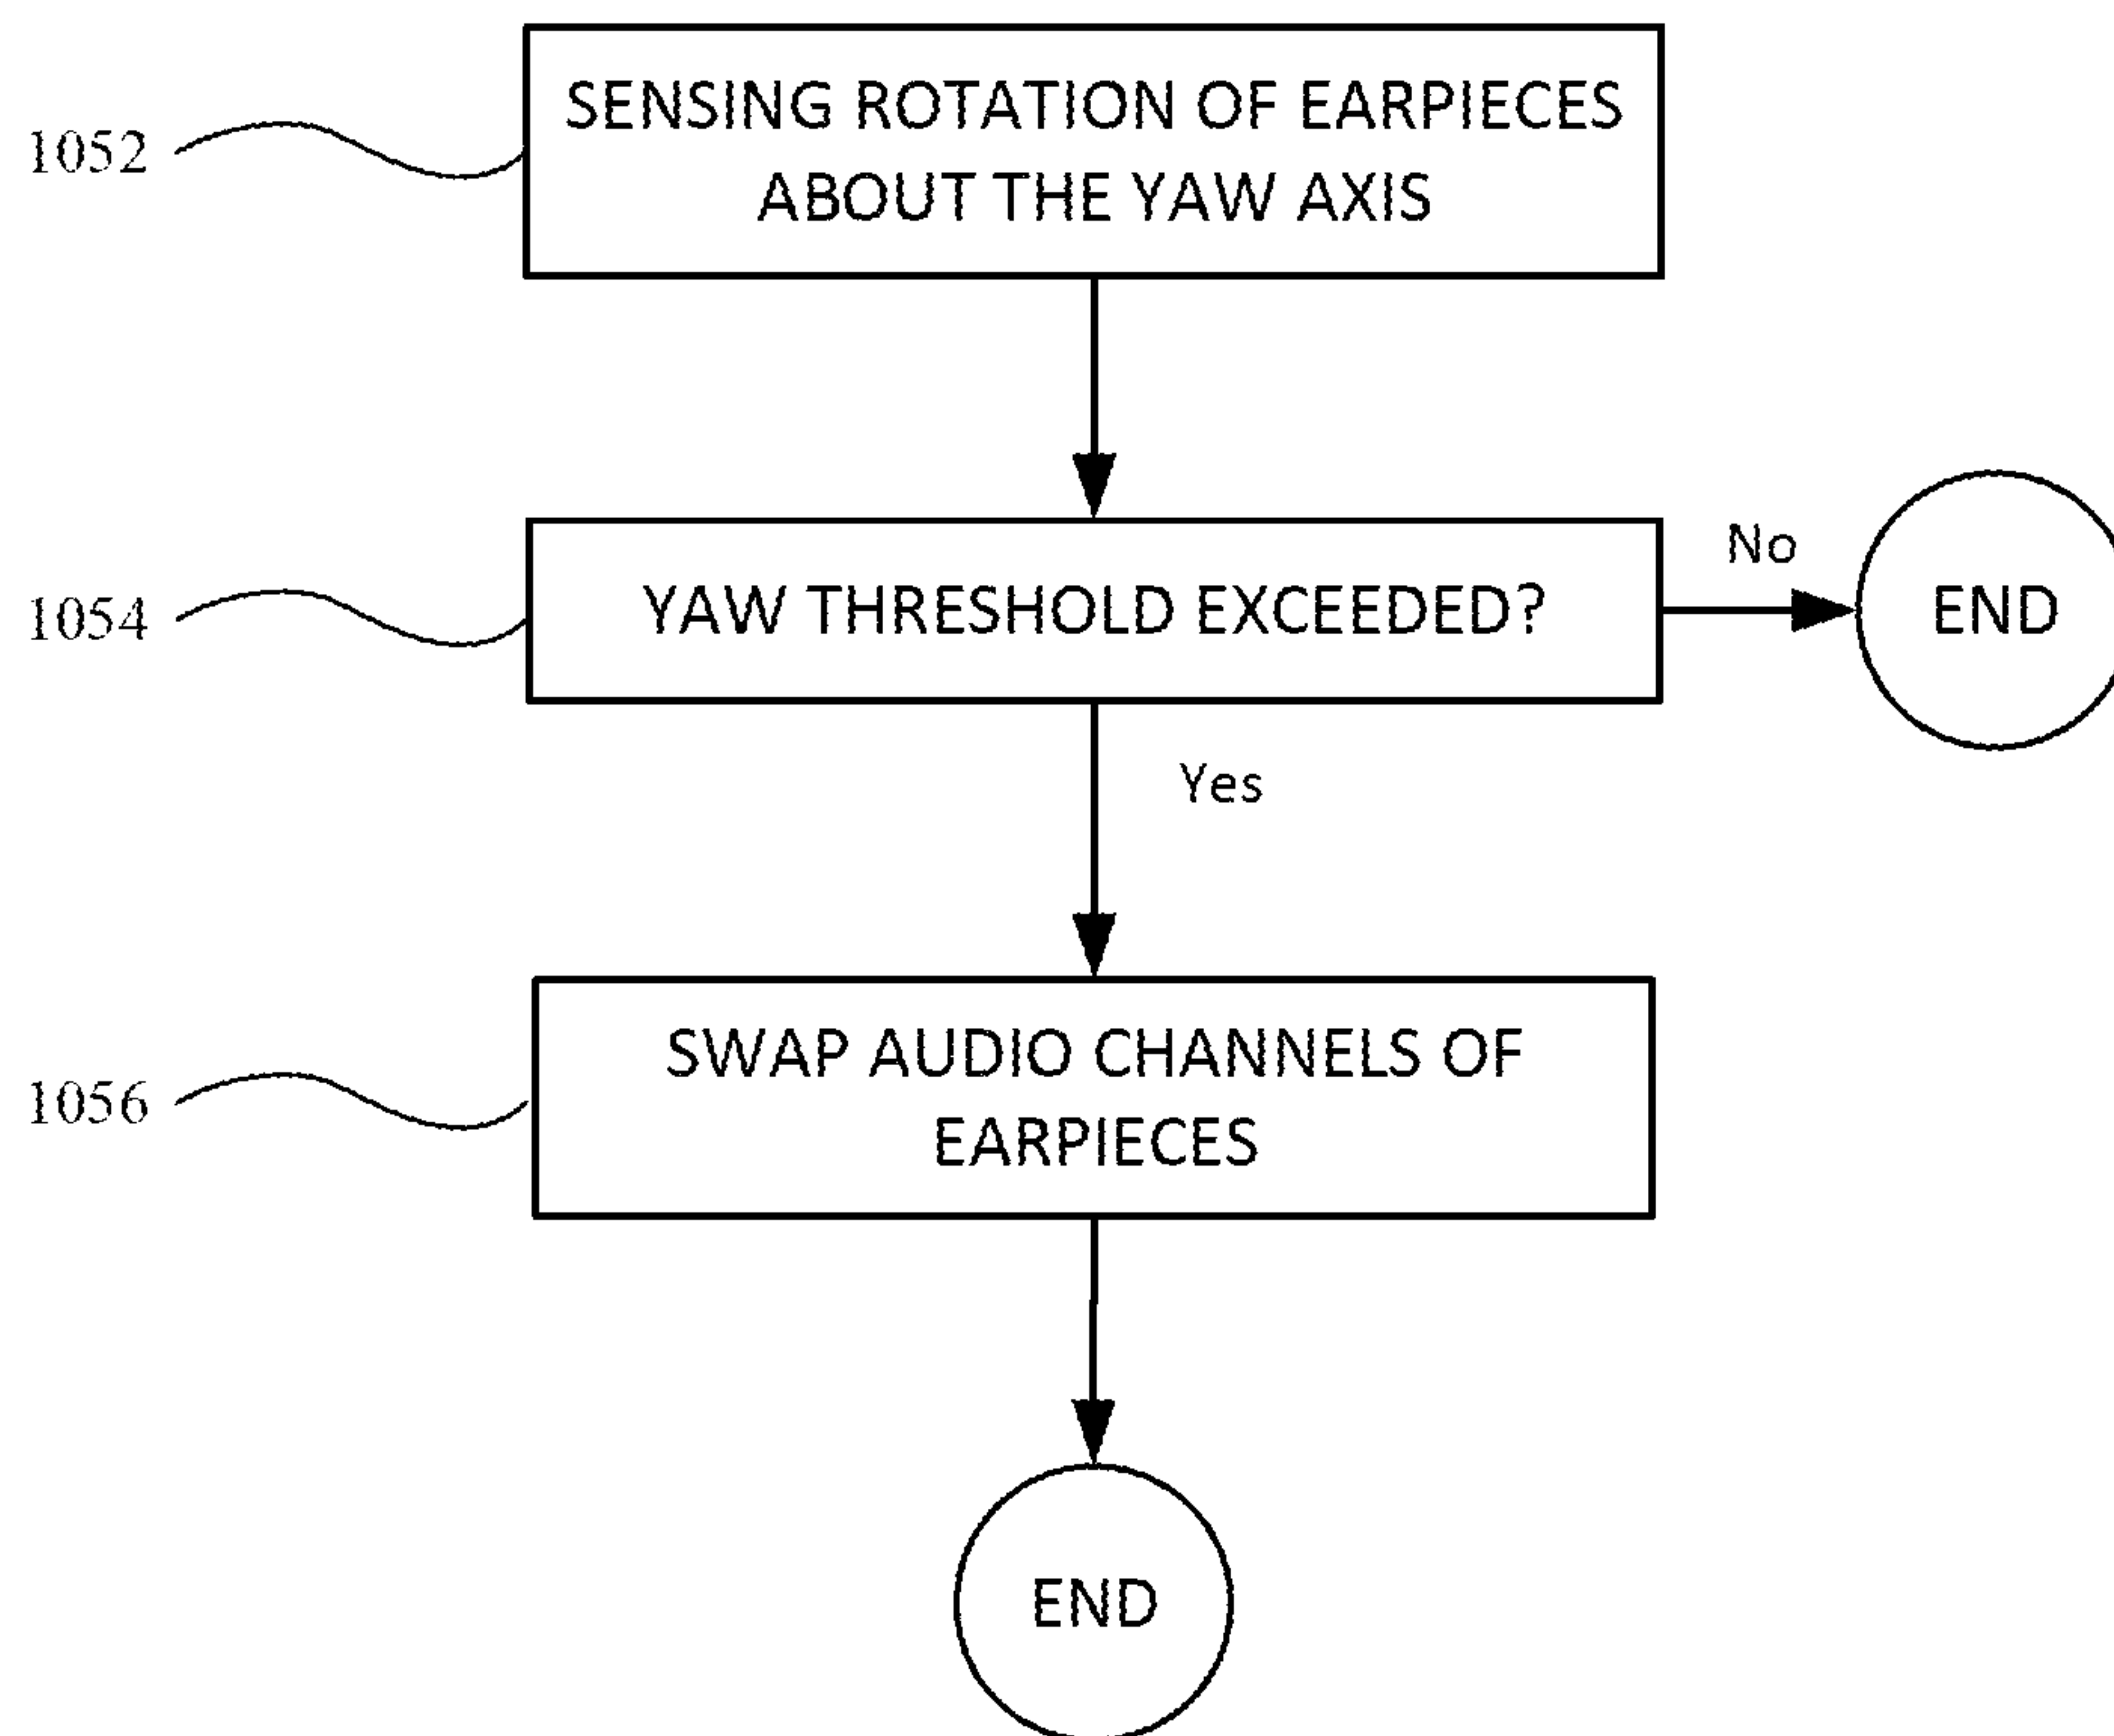 1052
SENSING ROTATION OF EARPIECES
ABOUT THE YAW AXIS
1054
YAW THRESHOLD EXCEEDED?
No
END
Yes
1056
SWAP AUDIO CHANNELS OF
EARPIECES
END